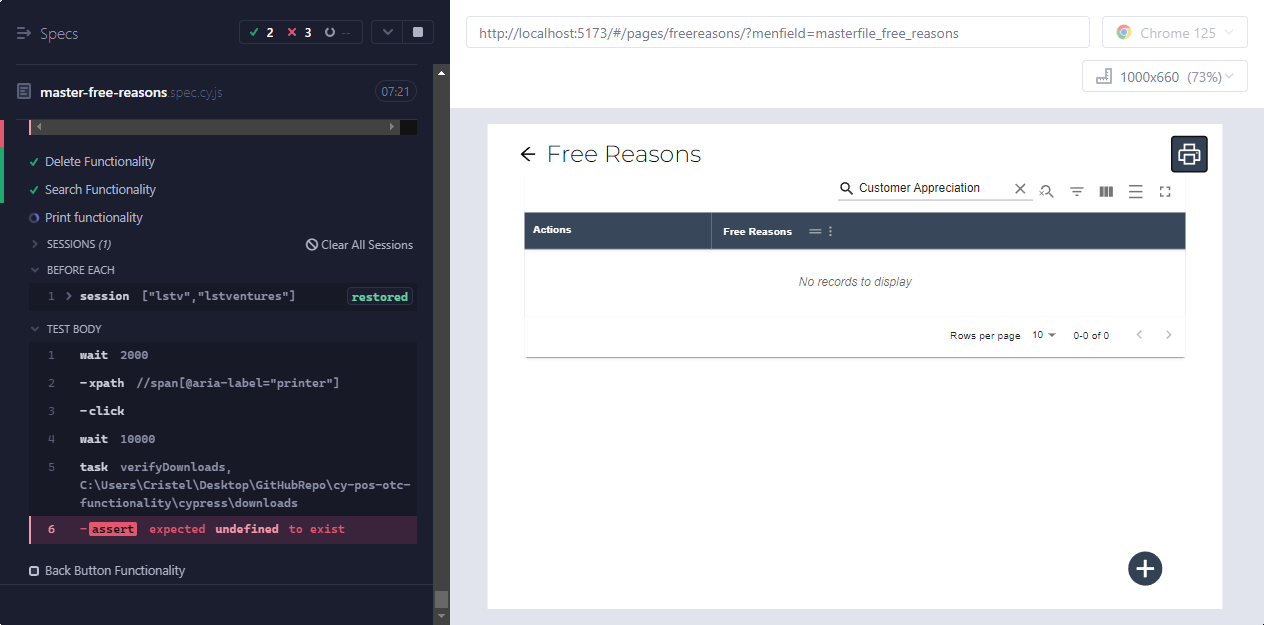 Specs
2 3 --
master-free-reasons.spec.cy.js 07:21
Delete Functionality
Search Functionality
Print functionality
SESSIONS (1) Clear All Sessions
BEFORE EACH
1 session ["lstv","lstventures"] restored
TEST BODY
1 wait 2000
2 -xpath //span[@aria-label="printer"]
3 -click
4 wait 10000
5 task verifyDownloads,
C:\Users\Cristel\Desktop\GitHubRepo\cy-pos-otc-
functionality\cypress\downloads
6 -assert expected undefined to exist
Back Button Functionality
http://localhost:5173/#/pages/freereasons/?menfield=masterfile_free_reasons
Chrome 125
1000x660 (73%)
Free Reasons
Customer Appreciation
Actions
Free Reasons
No records to display
Rows per page 10 0-0 of 0